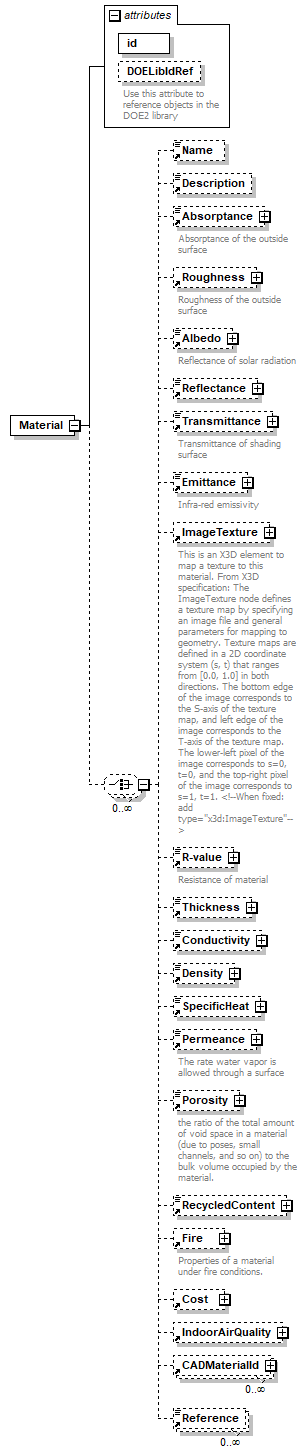 attributes
id
DOELibIdRef
Use this attribute to
reference objects in the
DOE2 library
Material
0..∞
Name
Description
Absorptance
Absorptance of the outside
surface
Roughness
Roughness of the outside
surface
Albedo
Reflectance of solar radiation
Reflectance
Transmittance
Transmittance of shading
surface
Emittance
Infra-red emissivity
ImageTexture
This is an X3D element to
map a texture to this
material. From X3D
specification: The
ImageTexture node defines
a texture map by specifying
an image file and general
parameters for mapping to
geometry. Texture maps are
defined in a 2D coordinate
system (s, t) that ranges
from [0.0, 1.0] in both
directions. The bottom edge
of the image corresponds to
the S-axis of the texture
map, and left edge of the
image corresponds to the
T-axis of the texture map.
The lower-left pixel of the
image corresponds to s=0,
t=0, and the top-right pixel
of the image corresponds to
s=1, t=1. <!--When fixed:
add
type="x3d:ImageTexture"--
>
R-value
Resistance of material
Thickness
Conductivity
Density
SpecificHeat
Permeance
The rate water vapor is
allowed through a surface
Porosity
the ratio of the total amount
of void space in a material
(due to poses, small
channels, and so on) to the
bulk volume occupied by the
material.
RecycledContent
Fire
Properties of a material
under fire conditions.
Cost
IndoorAirQuality
CADMaterialId
0..∞
Reference
0..∞